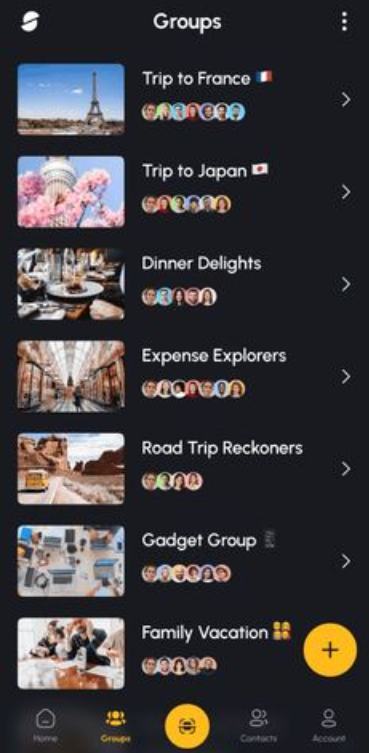 Groups
Trip to France 🇫🇷
Trip to Japan 🇯🇵
Dinner Delights
Expense Explorers
Road Trip Reckoners
Gadget Group
Family Vacation
Home
Groups
Contacts
Account